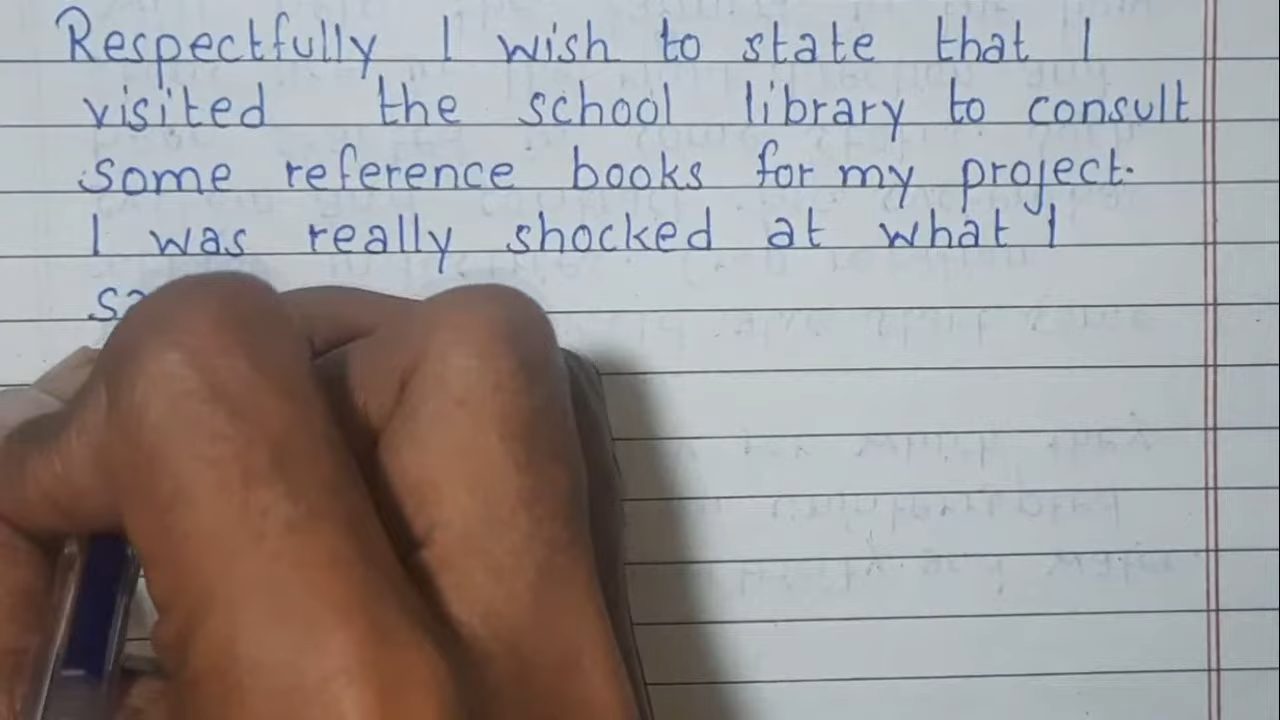 Respectfully I wish to state that I
visited the school library to consult
some reference books for my project.
I was really shocked at what I